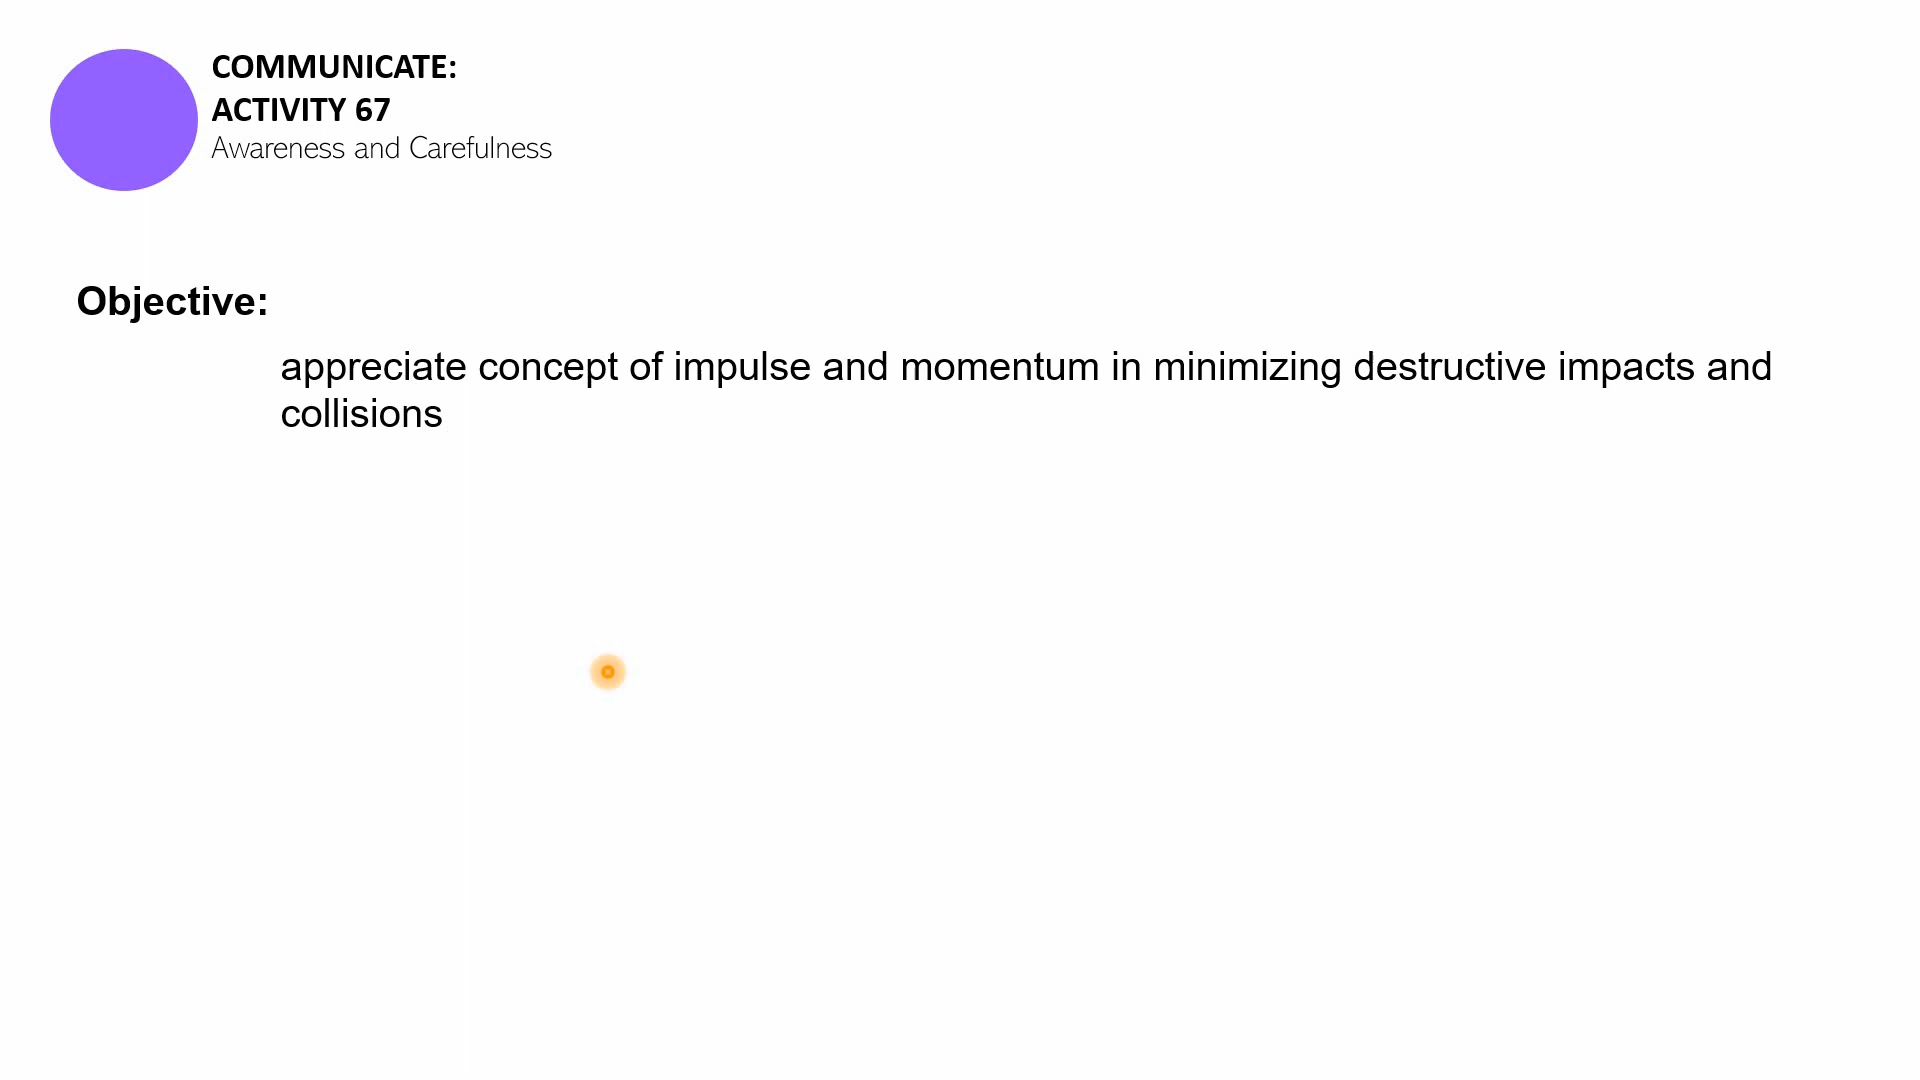 COMMUNICATE:
ACTIVITY 67
Awareness and Carefulness
Objective:
appreciate concept of impulse and momentum in minimizing destructive impacts and
collisions